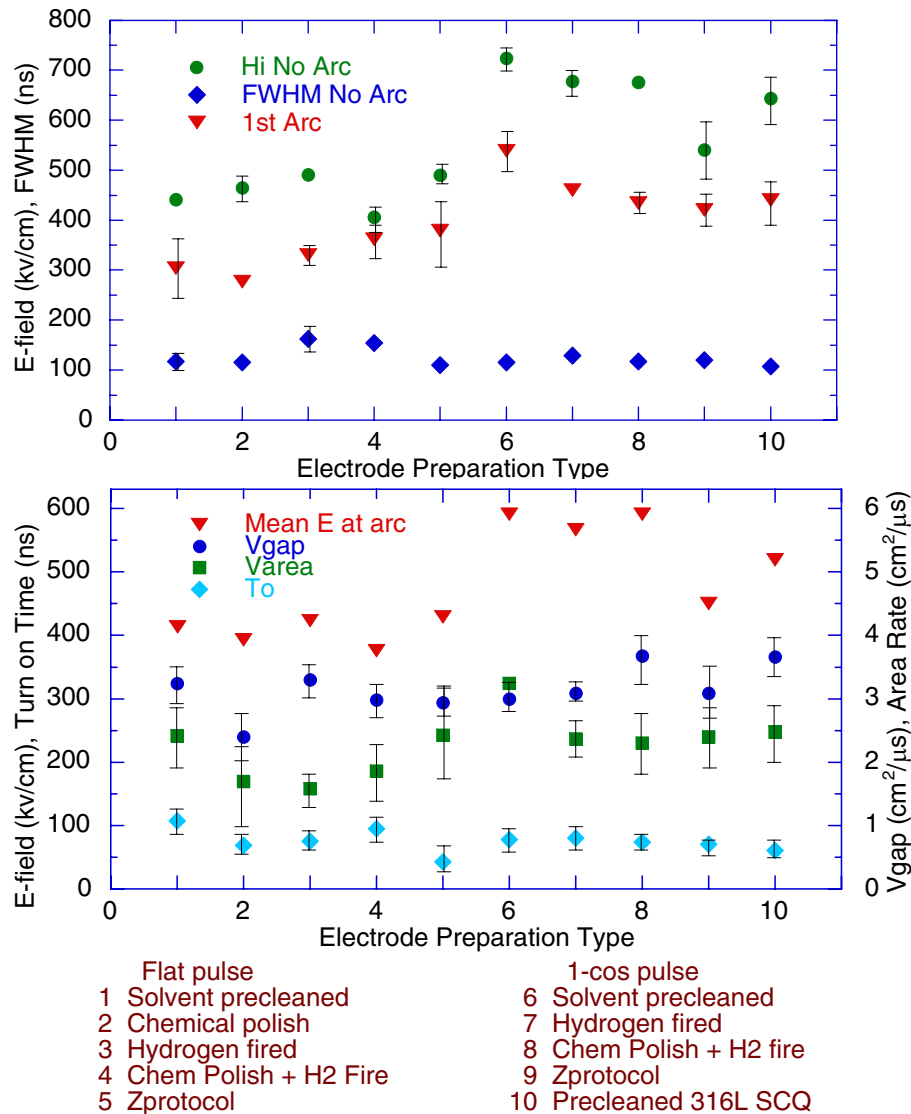 800
700
600
500
400
300
200
100
0
E-field (kv/cm), FWHM (ns)
Hi No Arc
FWHM No Arc
1st Arc
0 2 4 6 8 10
Electrode Preparation Type
600
500
400
300
200
100
0
E-field (kv/cm), Turn on Time (ns)
Mean E at arc
Vgap
Varea
To
6
5
4
3
2
1
0
Vgap (cm²/µs), Area Rate (cm²/µs)
0 2 4 6 8 10
Electrode Preparation Type
Flat pulse
1 Solvent precleaned
2 Chemical polish
3 Hydrogen fired
4 Chem Polish + H2 Fire
5 Zprotocol
1-cos pulse
6 Solvent precleaned
7 Hydrogen fired
8 Chem Polish + H2 fire
9 Zprotocol
10 Precleaned 316L SCQ